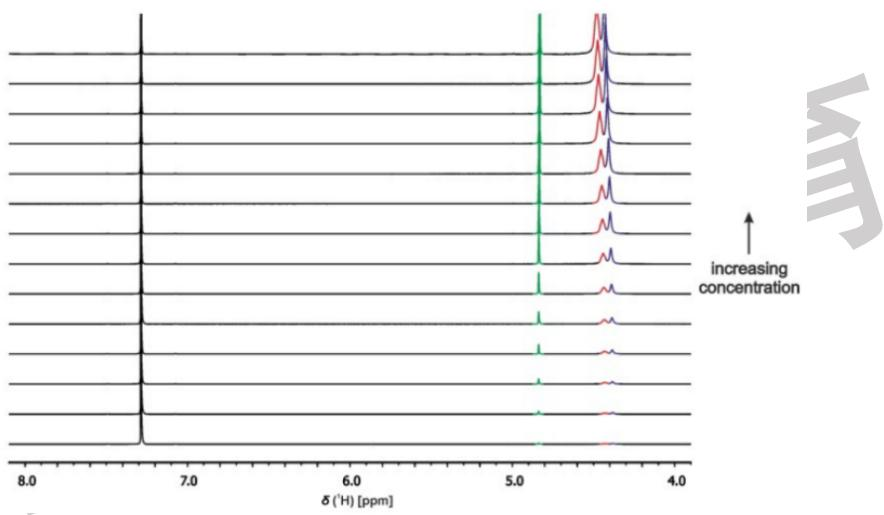 increasing
concentration
8.0 7.0 6.0 5.0 4.0
δ (¹H) [ppm]